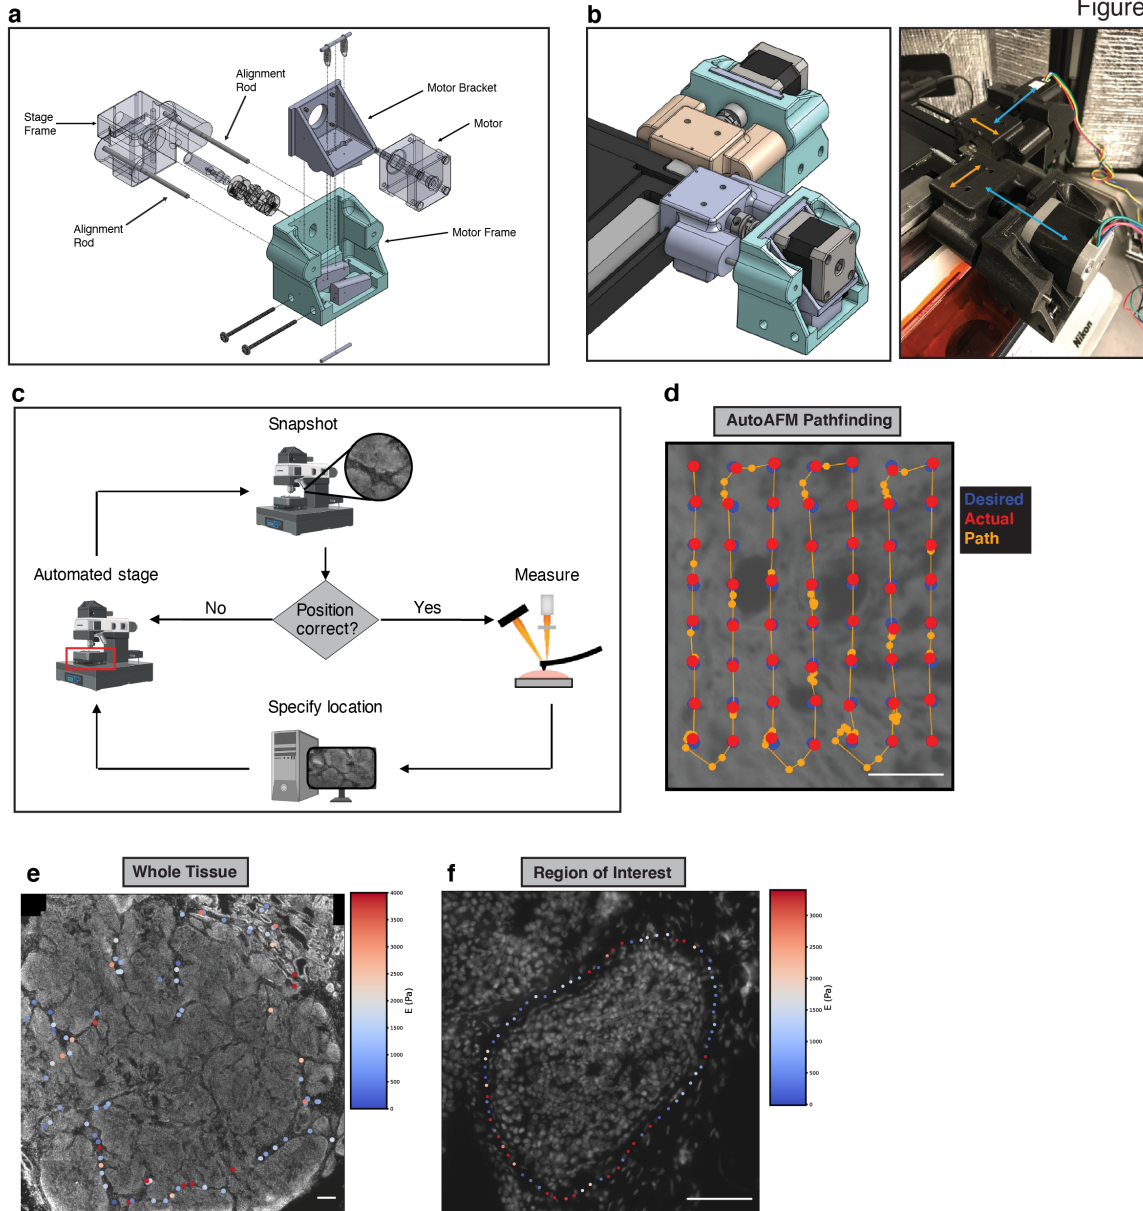 Figure
a
Alignment
Rod
Motor Bracket
Stage
Frame
Motor
Alignment
Rod
Motor Frame
b
Nikon
c
Snapshot
Automated stage
No
Position
correct?
Yes
Measure
Specify location
d
AutoAFM Pathfinding
Desired
Actual
Path
e
Whole Tissue
4000
3500
3000
2500
2000
1500
1000
500
0
E (Pa)
f
Region of Interest
3000
2500
2000
1500
1000
500
0
E (Pa)